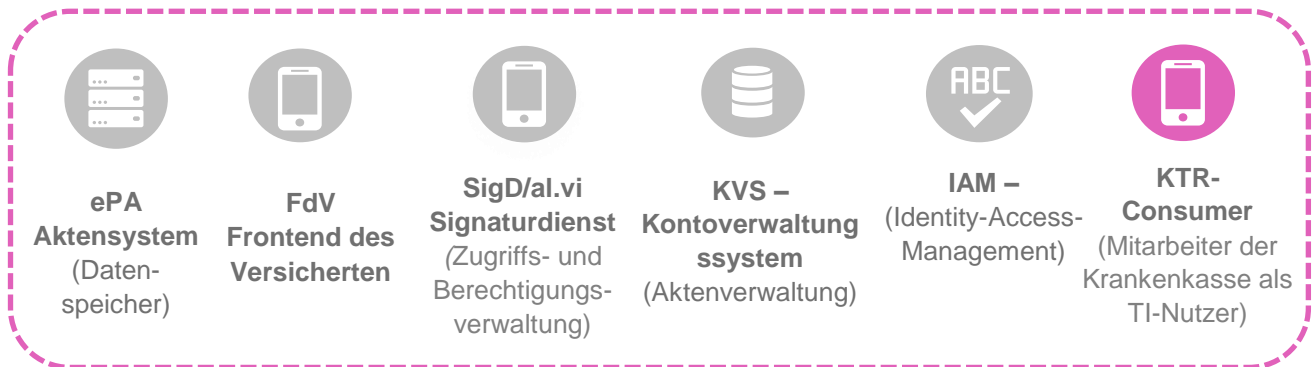 ABC
ePA
Aktensystem
(Daten-
speicher)
FdV
Frontend des
Versicherten
SigD/al.vi
Signaturdienst
(Zugriffs- und
Berechtigungs-
verwaltung)
KVS –
Kontoverwaltung
ssystem
(Aktenverwaltung)
IAM –
(Identity-Access-
Management)
KTR-
Consumer
(Mitarbeiter der
Krankenkasse als
TI-Nutzer)